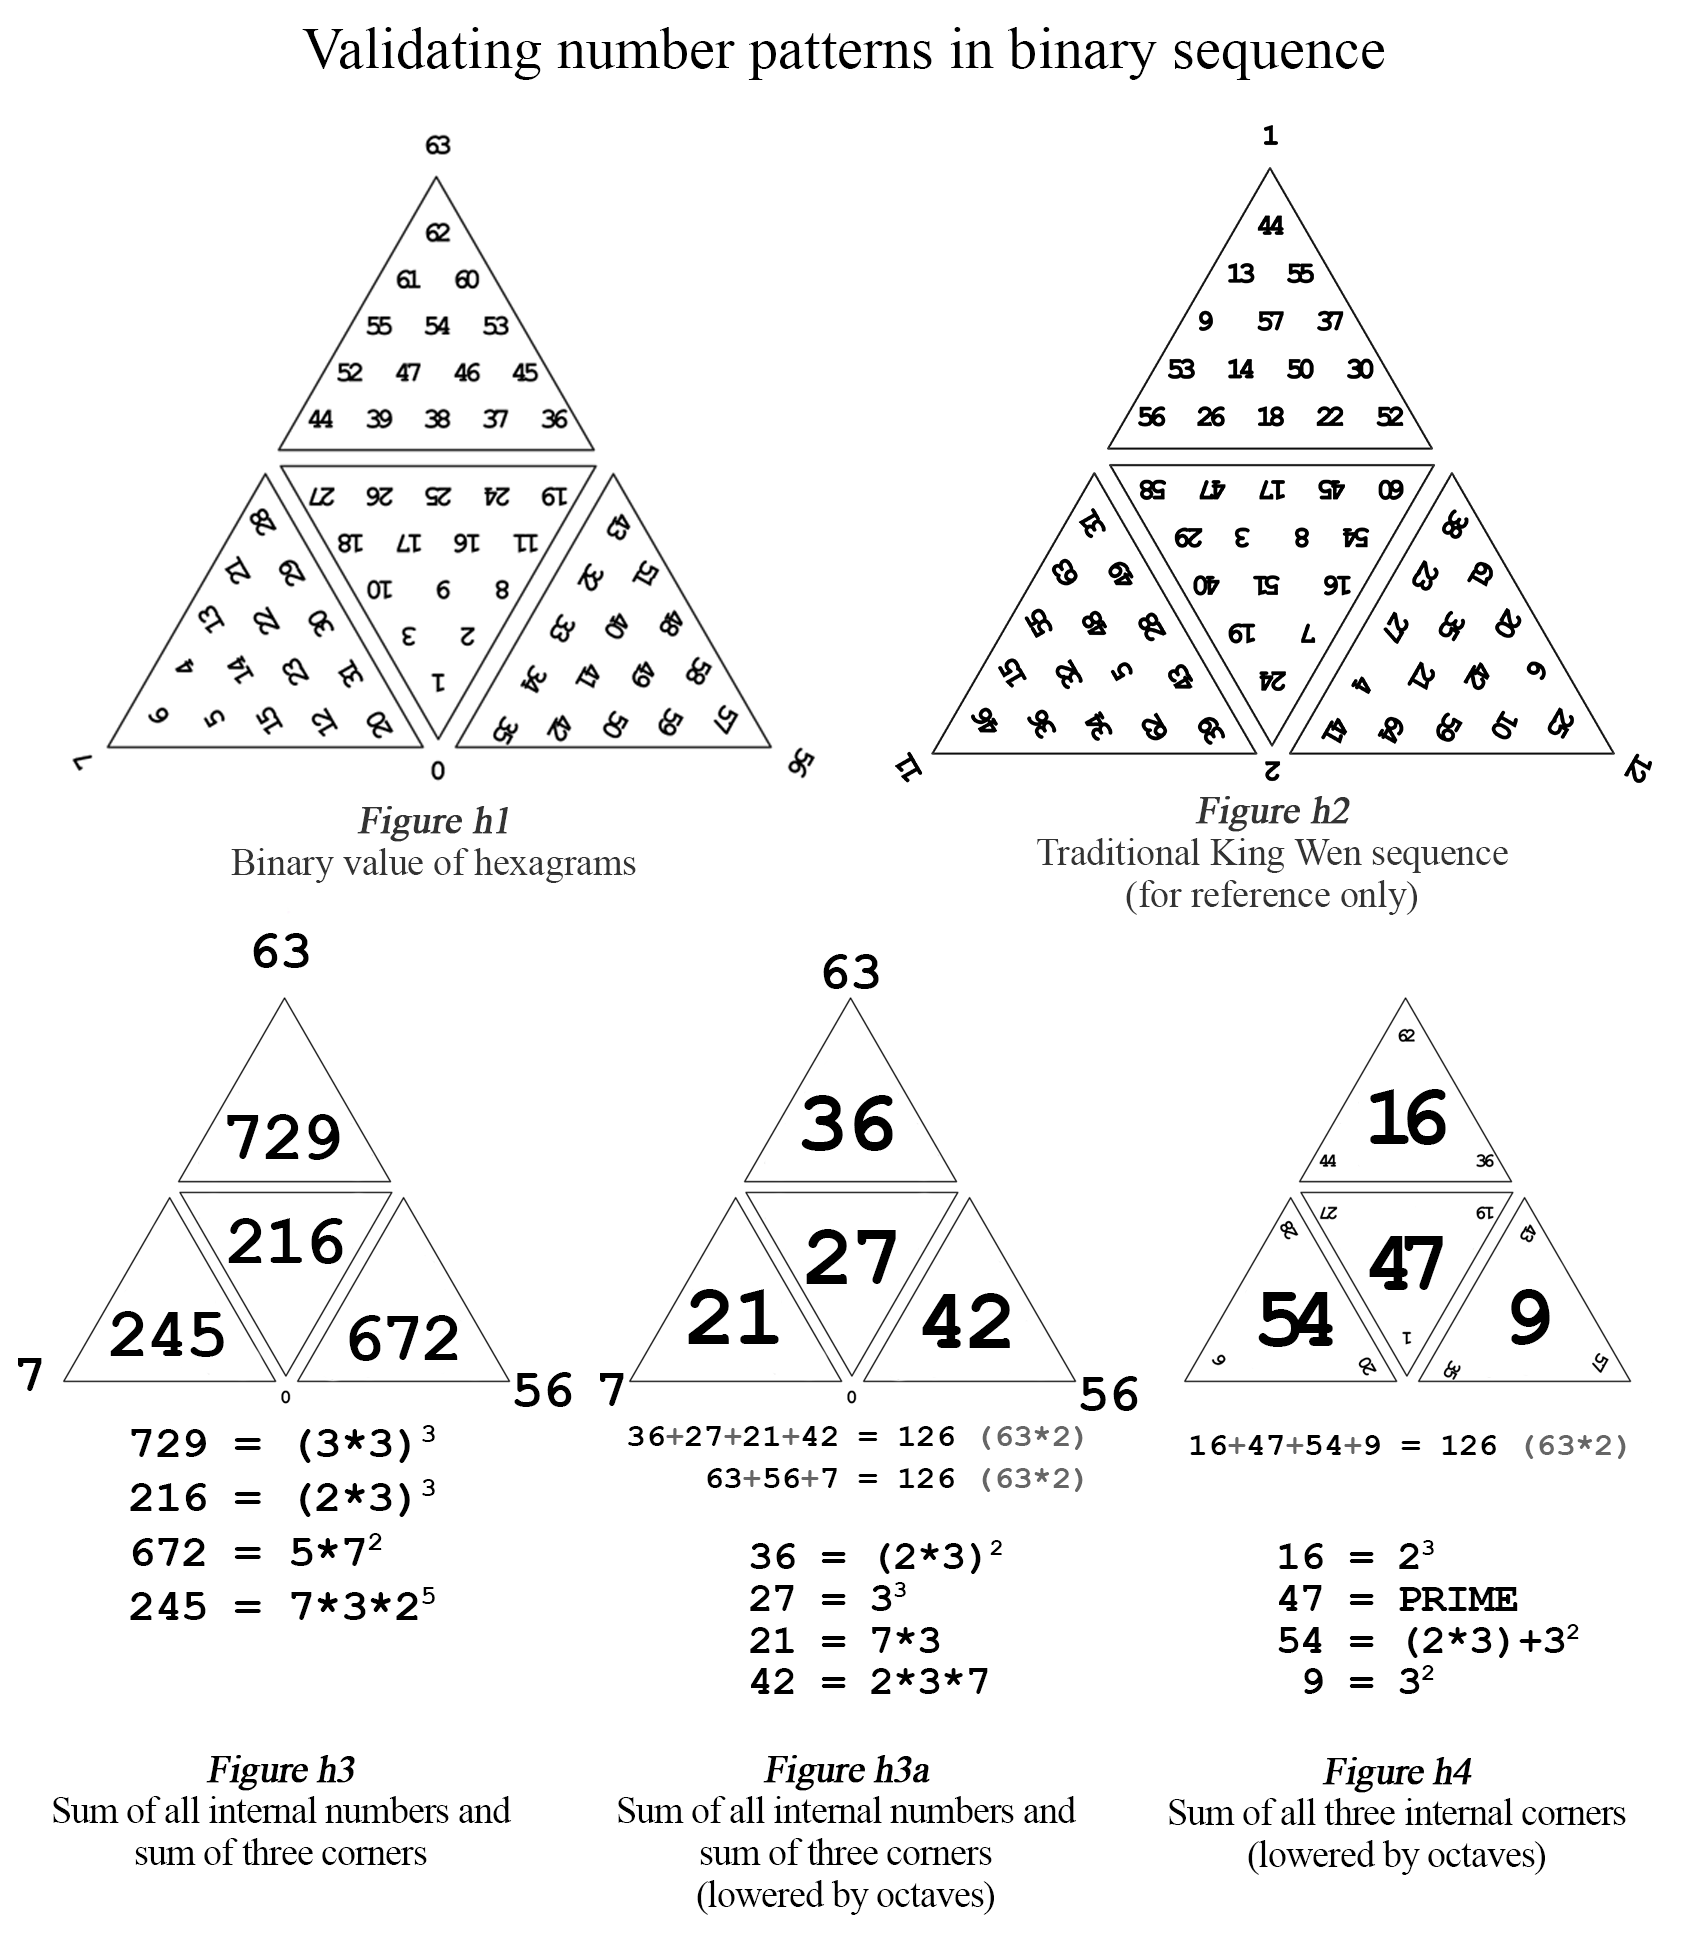 Validating number patterns in binary sequence
63
62
61 60
55 54 53
52 47 46 45
44 39 38 37 36
27 26 25 24 19
18 17 16 11
10 9 8
3 2
1
28
21 29
13 22 30
4 14 23 31
6 5 15 12 20
43
32 51
33 40 48
34 41 49 58
35 42 50 59 57
7
0
56
Figure h1
Binary value of hexagrams
1
44
13 55
9 57 37
53 14 50 30
56 26 18 22 52
58 47 17 45 60
29 3 8 54
40 51 16
19 7
24
31
63 49
55 48 28
15 32 5 43
46 36 34 62 39
38
23 61
27 35 20
4 21 42 6
41 64 59 10 25
11
2
12
Figure h2
Traditional King Wen sequence
(for reference only)
63
729
216
245
672
7
0
56
729 = (3*3)³
216 = (2*3)³
672 = 5*7²
245 = 7*3*2⁵
Figure h3
Sum of all internal numbers and
sum of three corners
63
36
27
21
42
7
0
56
36+27+21+42 = 126 (63*2)
63+56+7 = 126 (63*2)
36 = (2*3)²
27 = 3³
21 = 7*3
42 = 2*3*7
Figure h3a
Sum of all internal numbers and
sum of three corners
(lowered by octaves)
62
16
44 36
27 19
47
1
28
54
6 20
43
9
35 57
16+47+54+9 = 126 (63*2)
16 = 2³
47 = PRIME
54 = (2*3)+3²
9 = 3²
Figure h4
Sum of all three internal corners
(lowered by octaves)